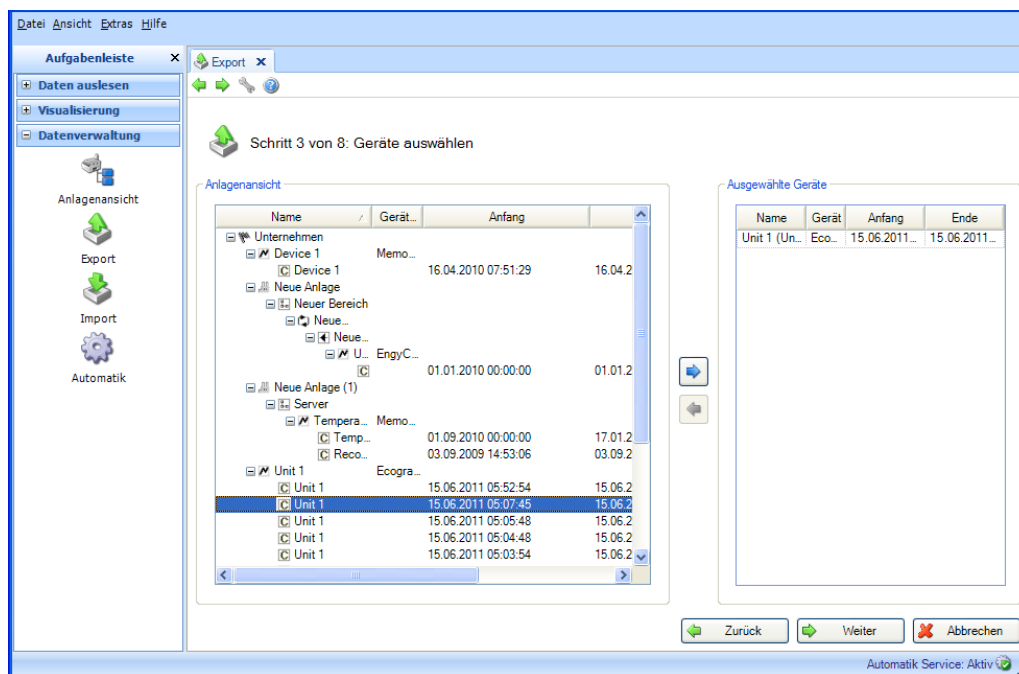 Datei Ansicht Extras Hilfe
Aufgabenleiste
Daten auslesen
Visualisierung
Datenverwaltung
Anlagenansicht
Export
Import
Automatik
Export
Schritt 3 von 8: Geräte auswählen
Anlagenansicht
Name Gerät... Anfang
Unternehmen
Device 1 Memo...
C Device 1 16.04.2010 07:51:29 16.04.2
Neue Anlage
Neuer Bereich
Neue...
Neue...
U... EngyC...
C 01.01.2010 00:00:00 01.01.2
Neue Anlage (1)
Server
Tempera... Memo...
C Temp... 01.09.2010 00:00:00 17.01.2
C Reco... 03.09.2009 14:53:06 03.09.2
Unit 1 Ecogra...
C Unit 1 15.06.2011 05:52:54 15.06.2
C Unit 1 15.06.2011 05:07:45 15.06.2
C Unit 1 15.06.2011 05:05:48 15.06.2
C Unit 1 15.06.2011 05:04:48 15.06.2
C Unit 1 15.06.2011 05:03:54 15.06.2
Ausgewählte Geräte
Name Gerät Anfang Ende
Unit 1 (Un... Eco... 15.06.2011... 15.06.2011...
Zurück Weiter Abbrechen
Automatik Service: Aktiv